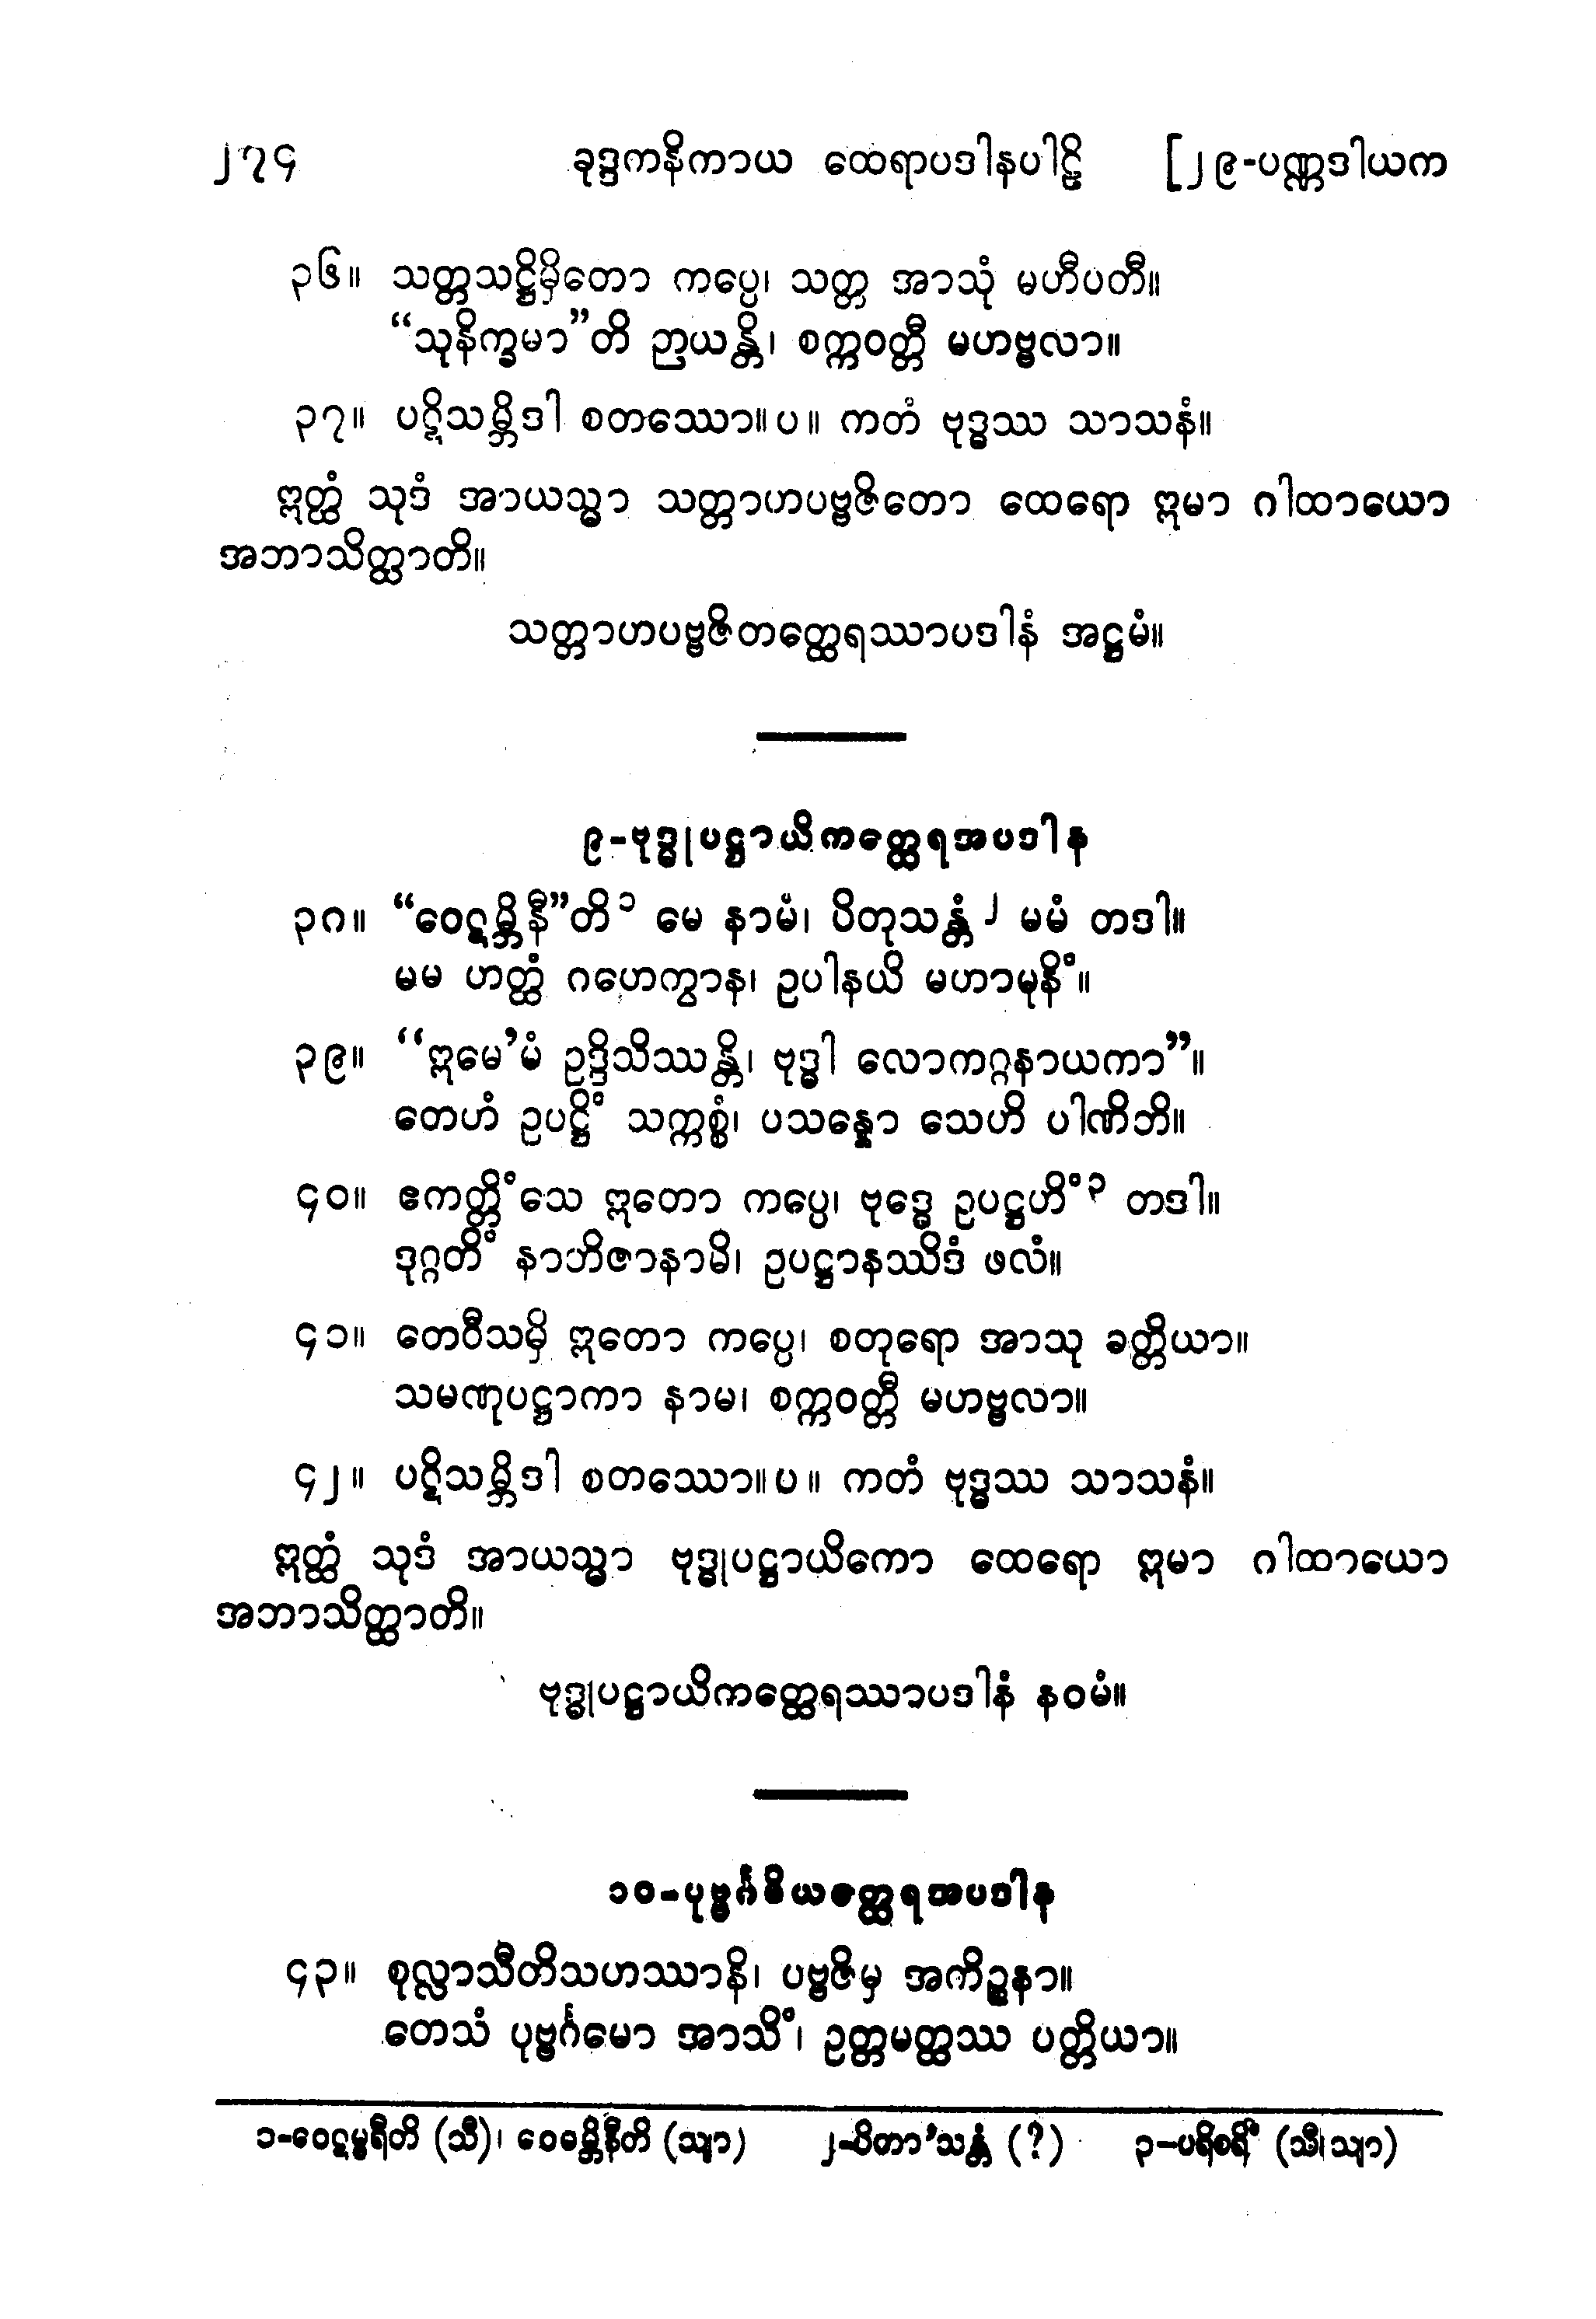 ၂၇၄ ခုဒ္ဒကနိကာယ ထေရာပဒါနပါဠိ [၂၉-ပဏ္ဏဒါယက
၃၆။ သတ္တသဋ္ဌိမှိတော ကပ္ပေ၊ သတ္တ အာသုံ မဟီပတီ။
“သုနိက္ခမာ”တိ ဉာယန္တိ၊ စက္ကဝတ္တီ မဟဗ္ဗလာ။
၃၇။ ပဋိသမ္ဘိဒါ စတဿော။ပ။ ကတံ ဗုဒ္ဓဿ သာသနံ။
ဣတ္ထံ သုဒံ အာယသ္မာ သတ္တာဟပဗ္ဗဇိတော ထေရော ဣမာ ဂါထာယော
အဘာသိတ္ထာတိ။
သတ္တာဟပဗ္ဗဇိတတ္ထေရဿာပဒါနံ အဋ္ဌမံ။
၉-ဗုဒ္ဓုပဋ္ဌာယိကတ္ထေရအပဒါန
၃၈။ “ဝေဋမ္ဘိနီ”တိ၁ မေ နာမံ၊ ပိတုသန္တံ၂ မမံ တဒါ။
မမ ဟတ္ထံ ဂဟေတွာန၊ ဥပါနယိ မဟာမုနိံ။
၃၉။ “ဣမေ’မံ ဥဒ္ဒိသိဿန္တိ၊ ဗုဒ္ဓါ လောကဂ္ဂနာယကာ”။
တေဟံ ဥပဋ္ဌိံ သက္ကစ္စံ၊ ပသန္နော သေဟိ ပါဏိဘိ။
၄၀။ ဧကတ္တိံသေ ဣတော ကပ္ပေ၊ ဗုဒ္ဓေ ဥပဋ္ဌဟိံ၃ တဒါ။
ဒုဂ္ဂတိံ နာဘိဇာနာမိ၊ ဥပဋ္ဌာနဿိဒံ ဖလံ။
၄၁။ တေဝီသမှိ ဣတော ကပ္ပေ၊ စတုရော အာသု ခတ္တိယာ။
သမဏုပဋ္ဌာကာ နာမ၊ စက္ကဝတ္တီ မဟဗ္ဗလာ။
၄၂။ ပဋိသမ္ဘိဒါ စတဿော။ပ။ ကတံ ဗုဒ္ဓဿ သာသနံ။
ဣတ္ထံ သုဒံ အာယသ္မာ ဗုဒ္ဓုပဋ္ဌာယိကော ထေရော ဣမာ ဂါထာယော
အဘာသိတ္ထာတိ။
ဗုဒ္ဓုပဋ္ဌာယိကတ္ထေရဿာပဒါနံ နဝမံ။
၁၀-ပုဗ္ဗင်္ဂမိယတ္ထေရအပဒါန
၄၃။ စုလ္လာသီတိသဟဿာနိ၊ ပဗ္ဗဇိမှ အကိဉ္စနာ။
တေသံ ပုဗ္ဗင်္ဂမော အာသိံ၊ ဥတ္တမတ္ထဿ ပတ္တိယာ။
၁-ဝေဋမ္ဗရီတိ (သီ)၊ ဝေဓမ္ဘိနီတိ (သျာ) ၂-ပိတာ’သန္တံ (?) ၃-ပရိစရိံ (သီ၊သျာ)